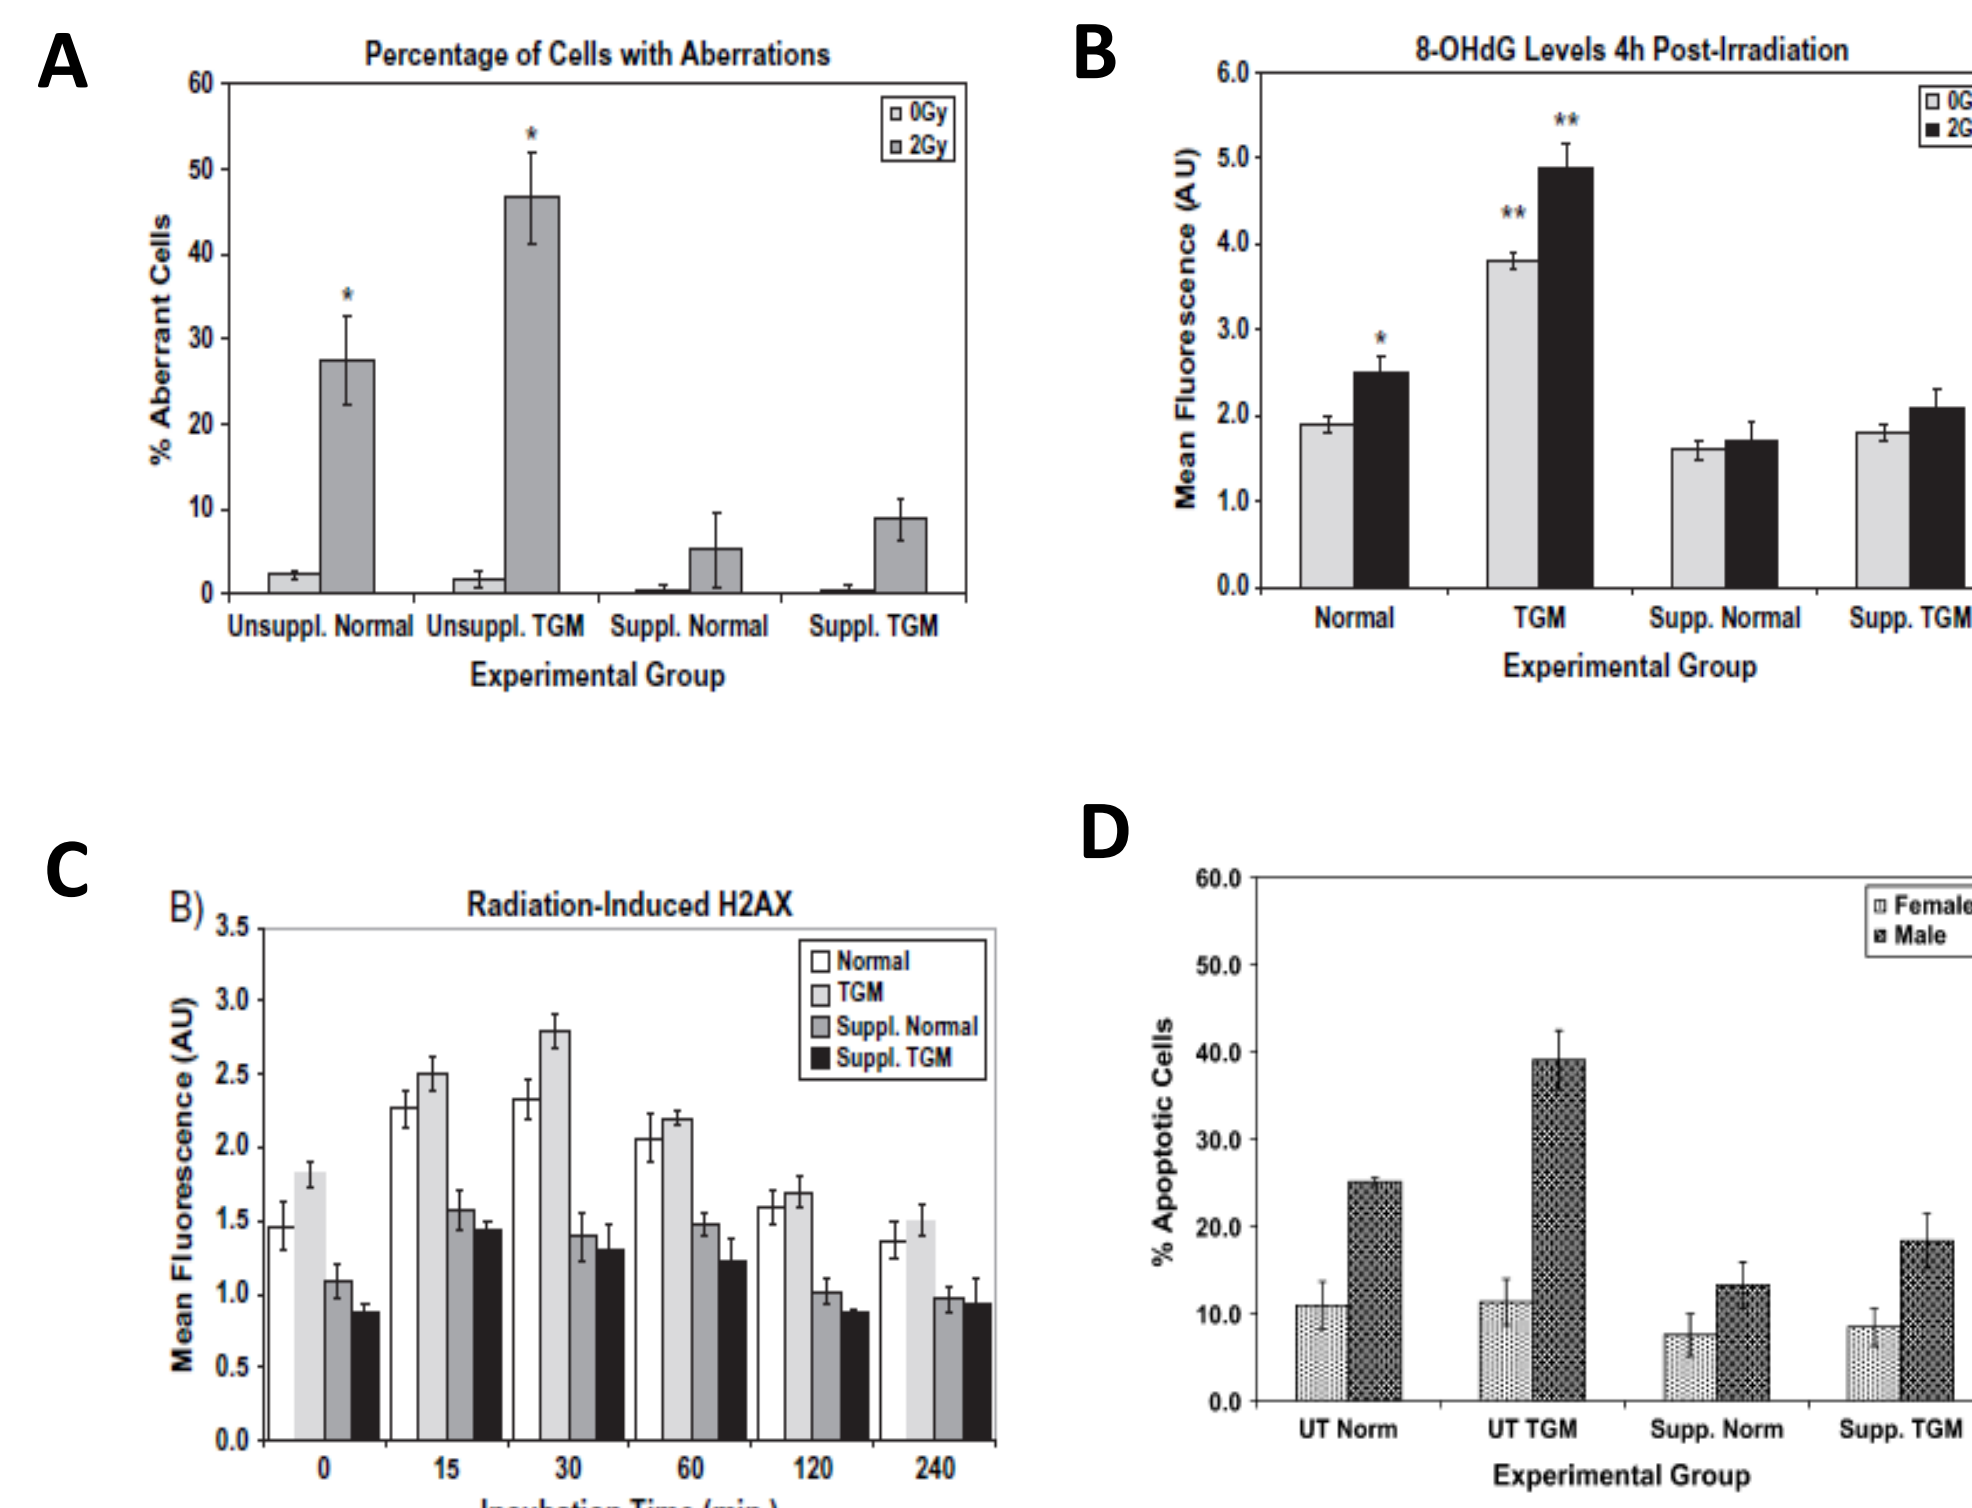 A
Percentage of Cells with Aberrations
60
50
40
30
20
10
0
% Aberrant Cells
0Gy
2Gy
*
*
Unsuppl. Normal Unsuppl. TGM Suppl. Normal Suppl. TGM
Experimental Group
B
8-OHdG Levels 4h Post-Irradiation
6.0
5.0
4.0
3.0
2.0
1.0
0.0
Mean Fluorescence (AU)
0G
2G
*
**
**
Normal TGM Supp. Normal Supp. TGM
Experimental Group
C
B)
Radiation-Induced H2AX
3.5
3.0
2.5
2.0
1.5
1.0
0.5
0.0
Mean Fluorescence (AU)
Normal
TGM
Suppl. Normal
Suppl. TGM
0 15 30 60 120 240
Incubation Time (min.)
D
60.0
50.0
40.0
30.0
20.0
10.0
0.0
% Apoptotic Cells
Female
Male
UT Norm UT TGM Supp. Norm Supp. TGM
Experimental Group